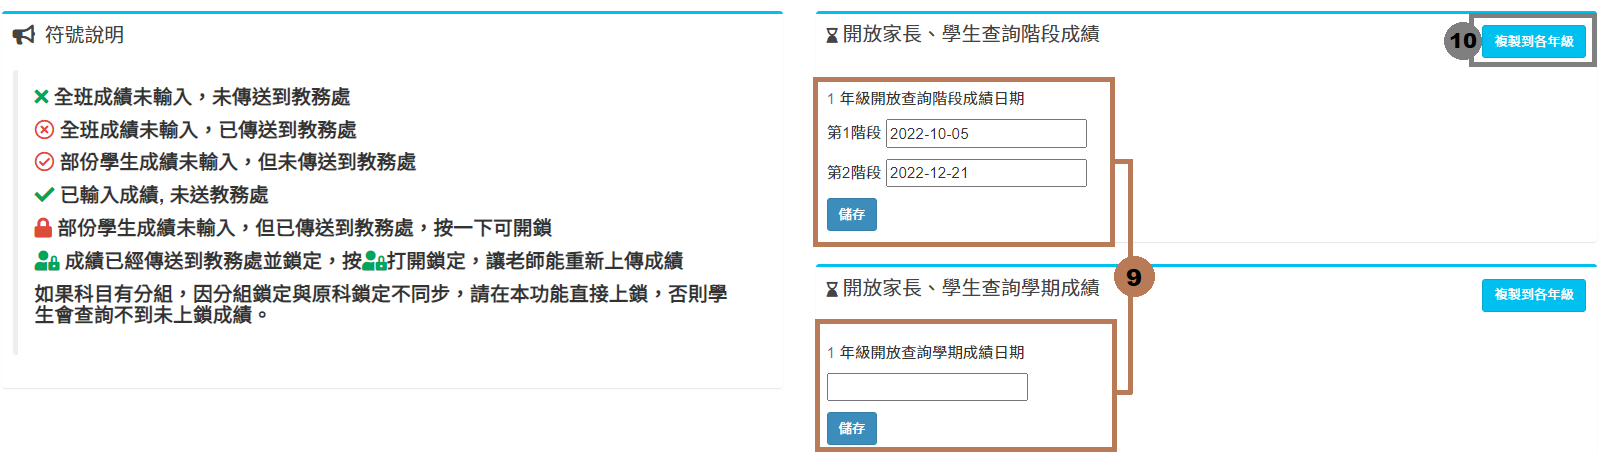 符號說明
全班成績未輸入，未傳送到教務處
全班成績未輸入，已傳送到教務處
部份學生成績未輸入，但未傳送到教務處
已輸入成績, 未送教務處
部份學生成績未輸入，但已傳送到教務處，按一下可開鎖
成績已經傳送到教務處並鎖定，按打開鎖定，讓老師能重新上傳成績
如果科目有分組，因分組鎖定與原科鎖定不同步，請在本功能直接上鎖，否則學
生會查詢不到未上鎖成績。
開放家長、學生查詢階段成績
10
複製到各年級
1 年級開放查詢階段成績日期
第1階段 2022-10-05
第2階段 2022-12-21
儲存
9
開放家長、學生查詢學期成績
複製到各年級
1 年級開放查詢學期成績日期
儲存